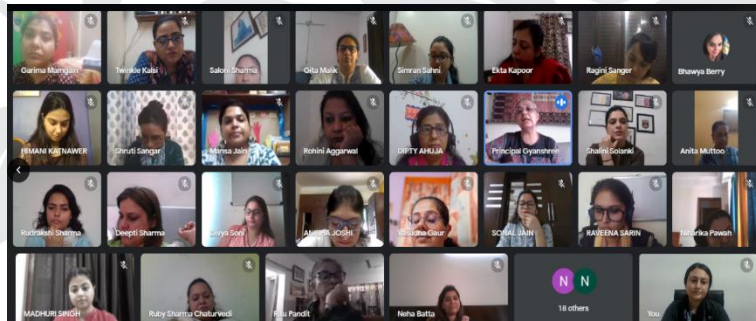 Garima Mamgain
Twinkle Kalsi
Saloni Sharma
Gita Malik
Simran Sahni
Ekta Kapoor
Ragini Sanger
Bhawya Berry
HIMANI KATNAWER
Shruti Sangar
Mansa Jain
Rohini Aggarwal
DIFTY AHUJA
Principal Gyanshree
Shalini Solanki
Anita Muttoo
Rudrakshi Sharma
Deepti Sharma
Divya Soni
JOSHI
Vasudha Gaur
SONAL JAIN
RAVEENA SARIN
Niharika Pawah
MADHURI SINGH
Ruby Sharma Chaturvedi
Ritu Pandit
Neha Batta
N N
18 others
You